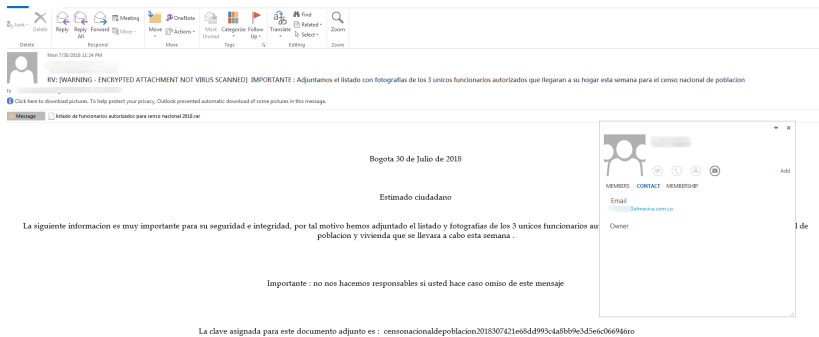 Junk
Delete
Reply
Reply All
Forward
Meeting
More
Move
OneNote
Actions
Mark Unread
Categorize
Follow Up
Translate
Find
Related
Select
Zoom
Delete
Respond
Move
Tags
Editing
Zoom
Mon 7/30/2018 11:24 PM
RV: [WARNING - ENCRYPTED ATTACHMENT NOT VIRUS SCANNED] IMPORTANTE : Adjuntamos el listado con fotografias de los 3 unicos funcionarios autorizados que llegaran a su hogar esta semana para el censo nacional de poblacion
To
Click here to download pictures. To help protect your privacy, Outlook prevented automatic download of some pictures in this message.
Message
listado de funcionarios autorizados para censo nacional 2018.rar
Bogota 30 de Julio de 2018
Estimado ciudadano
La siguiente informacion es muy importante para su seguridad e integridad, por tal motivo hemos adjuntado el listado y fotografias de los 3 unicos funcionarios au
l de
poblacion y vivienda que se llevara a cabo esta semana .
Importante : no nos hacemos responsables si usted hace caso omiso de este mensaje
La clave asignada para este documento adjunto es : censonacionaldepoblacion2018307421e68dd993c4a8bb9e3d5e6c066946ro
Add
MEMBERS CONTACT MEMBERSHIP
Email
@almaviva.com.co
Owner